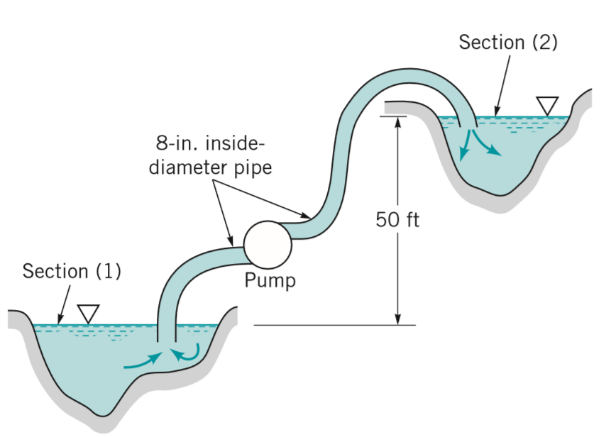 Section (2)
8-in. inside-
diameter pipe
50 ft
Section (1)
Pump